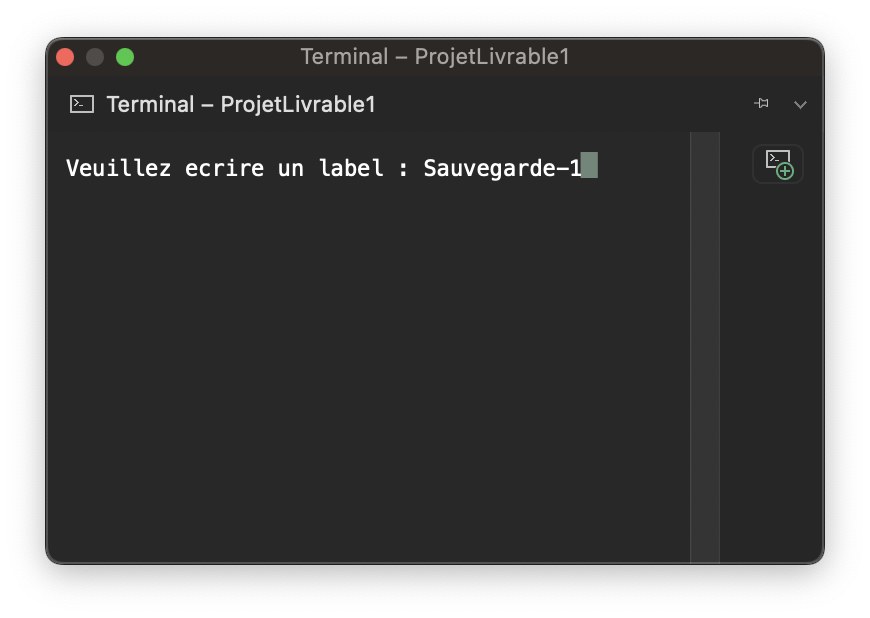 Terminal – ProjetLivrable1
Terminal – ProjetLivrable1
Veuillez ecrire un label : Sauvegarde-1